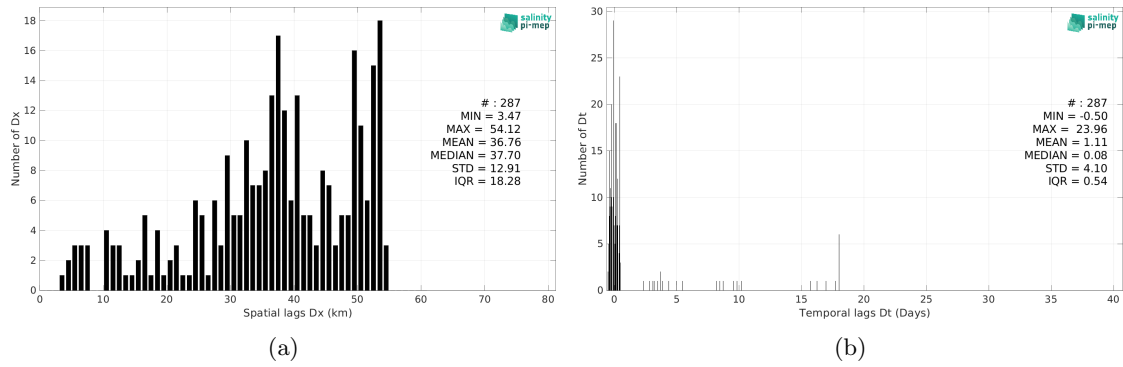 salinity
pi-mep
18
16
14
12
10
8
6
4
2
0
Number of Dx
# : 287
MIN = 3.47
MAX = 54.12
MEAN = 36.76
MEDIAN = 37.70
STD = 12.91
IQR = 18.28
0 10 20 30 40 50 60 70 80
Spatial lags Dx (km)
(a)
salinity
pi-mep
30
25
20
15
10
5
0
Number of Dt
# : 287
MIN = -0.50
MAX = 23.96
MEAN = 1.11
MEDIAN = 0.08
STD = 4.10
IQR = 0.54
0 5 10 15 20 25 30 35 40
Temporal lags Dt (Days)
(b)